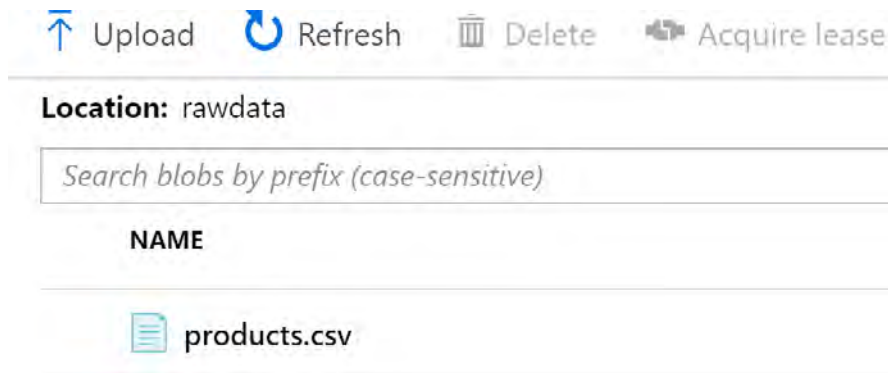 Upload Refresh Delete Acquire lease
Location: rawdata
Search blobs by prefix (case-sensitive)
NAME
products.csv